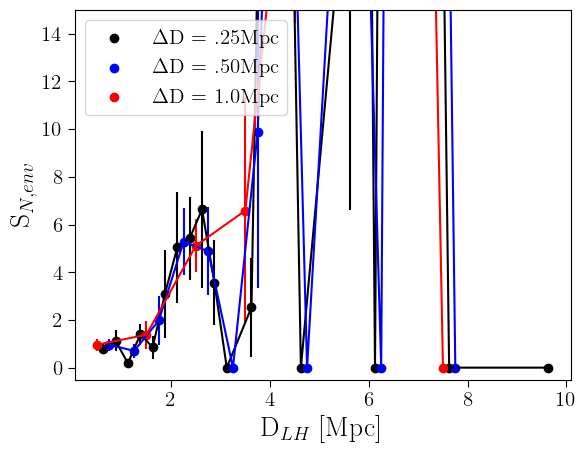 14
12
10
8
6
4
2
0
S_{N,env}
ΔD = .25Mpc
ΔD = .50Mpc
ΔD = 1.0Mpc
2 4 6 8 10
D_{LH} [Mpc]